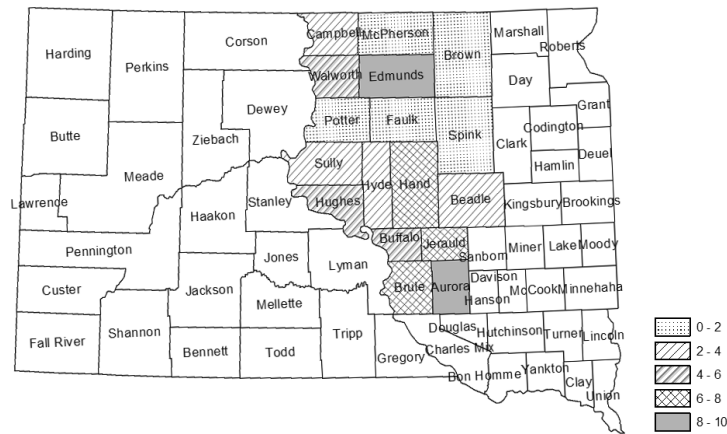 Harding
Perkins
Corson
Campbell
McPherson
Brown
Marshall
Roberts
Walworth
Edmunds
Day
Butte
Dewey
Ziebach
Potter
Faulk
Spink
Grant
Codington
Clark
Hamlin
Deuel
Meade
Sully
Hyde
Hand
Lawrence
Haakon
Stanley
Hughes
Beadle
Kingsbury
Brookings
Pennington
Jones
Lyman
Buffalo
Jerauld
Sanborn
Miner
Lake
Moody
Custer
Jackson
Mellette
Brule
Aurora
Davison
Hanson
McCook
Minnehaha
Fall River
Shannon
Bennett
Todd
Tripp
Gregory
Douglas
Charles Mix
Hutchinson
Turner
Lincoln
Bon Homme
Yankton
Clay
Union
0 - 2
2 - 4
4 - 6
6 - 8
8 - 10